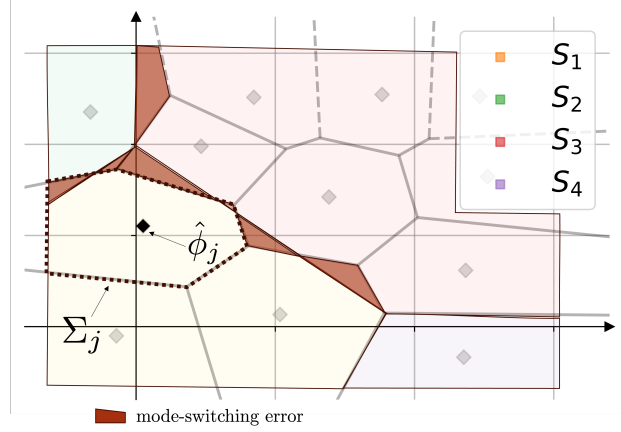 S₁
S₂
S₃
S₄
ϕ̂ⱼ
Σⱼ
mode-switching error